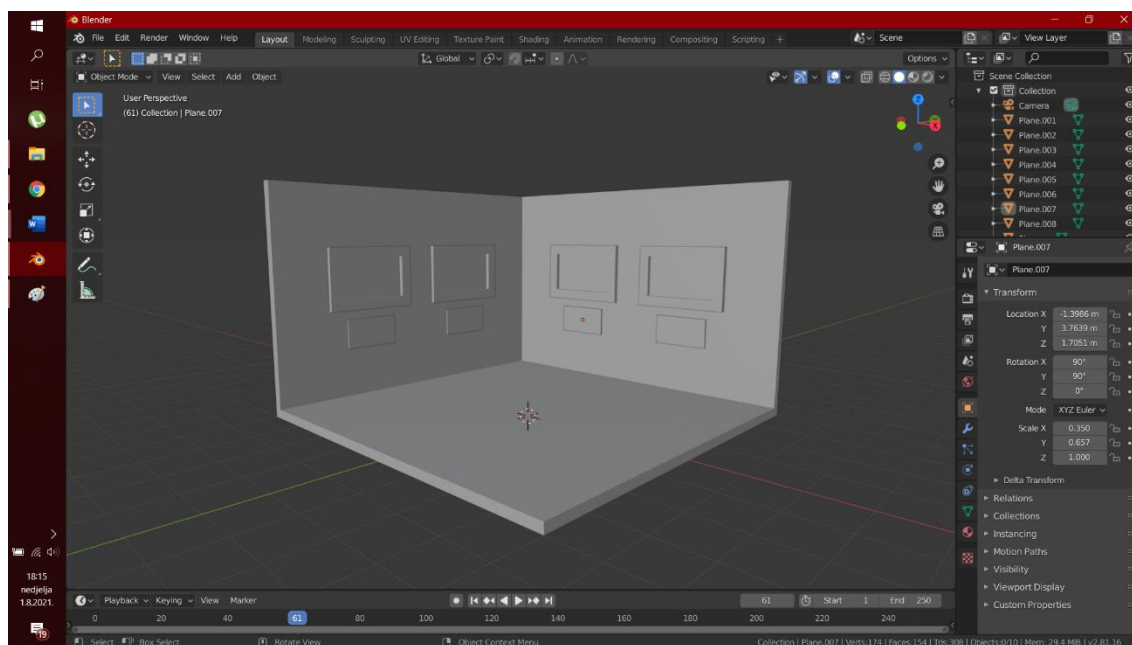 Blender
File Edit Render Window Help Layout Modeling Sculpting UV Editing Texture Paint Shading Animation Rendering Compositing Scripting + Scene View Layer
Global Options
Object Mode View Select Add Object
User Perspective
(61) Collection | Plane.007
Z
X
Scene Collection
Collection
Camera
Plane.001
Plane.002
Plane.003
Plane.004
Plane.005
Plane.006
Plane.007
Plane.008
Plane.007
Plane.007
Transform
Location X -1.3986 m
Y 3.7639 m
Z 1.7051 m
Rotation X 90°
Y 90°
Z 0°
Mode XYZ Euler
Scale X 0.350
Y 0.657
Z 1.000
Delta Transform
Relations
Collections
Instancing
Motion Paths
Visibility
Viewport Display
Custom Properties
W
18:15
nedjelja
1.8.2021.
19
Playback Keying View Marker 61 Start 1 End 250
0 20 40 61 80 100 120 140 160 180 200 220 240
Select Box Select Rotate View Object Context Menu Collection | Plane.007 | Verts:174 | Faces:154 | Tris:308 | Objects:0/10 | Mem: 29.4 MiB | v2.81.16